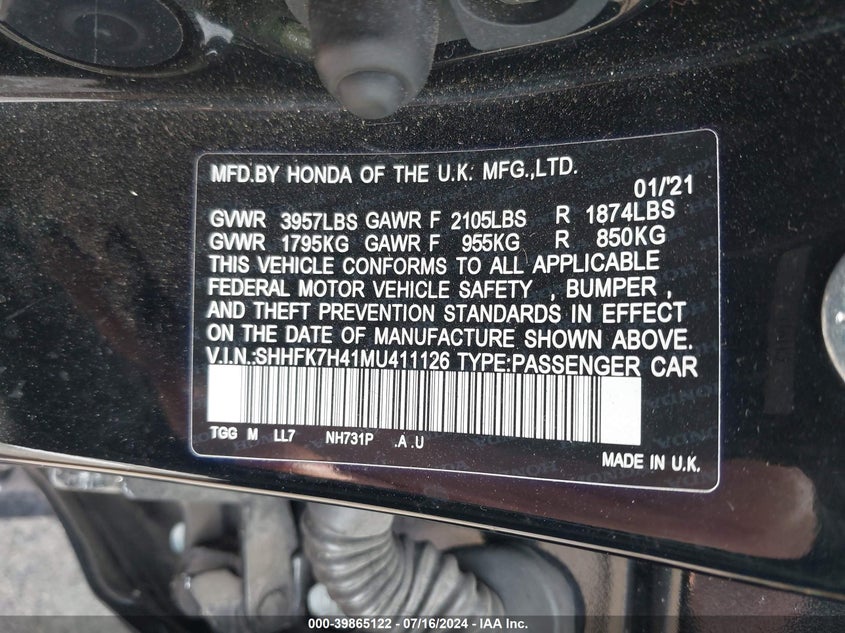 MFD.BY HONDA OF THE U.K. MFG.,LTD.
01/'21
GVWR 3957LBS GAWR F 2105LBS R 1874LBS
GVWR 1795KG GAWR F 955KG R 850KG
THIS VEHICLE CONFORMS TO ALL APPLICABLE
FEDERAL MOTOR VEHICLE SAFETY , BUMPER ,
AND THEFT PREVENTION STANDARDS IN EFFECT
ON THE DATE OF MANUFACTURE SHOWN ABOVE.
V.I.N.:SHHFK7H41MU411126 TYPE:PASSENGER CAR
TGG M LL7 NH731P .A .U
MADE IN U.K.
000-39865122 - 07/16/2024 - IAA Inc.